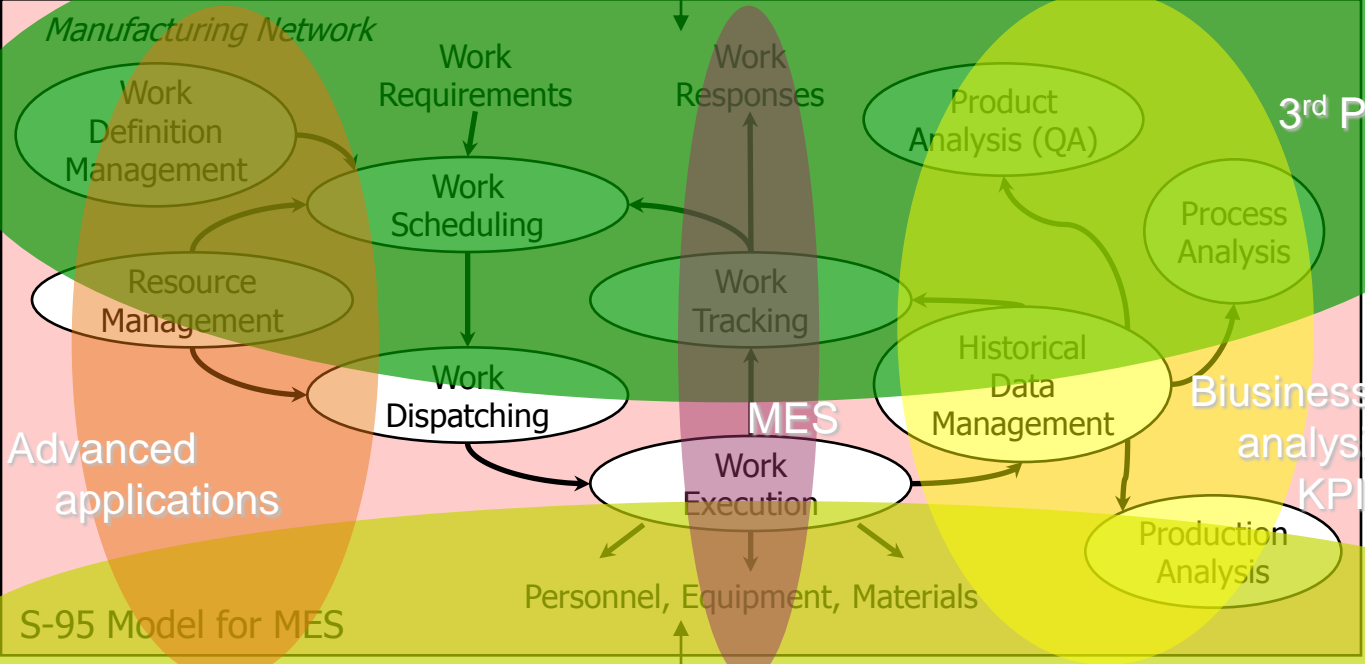 Manufacturing Network
Work
Requirements
Work
Responses
Work
Definition
Management
Product
Analysis (QA)
3rd P
Work
Scheduling
Process
Analysis
Resource
Management
Work
Tracking
Historical
Data
Management
Work
Dispatching
MES
Biusiness
analysi
KPI
Advanced
applications
Work
Execution
Production
Analysis
Personnel, Equipment, Materials
S-95 Model for MES